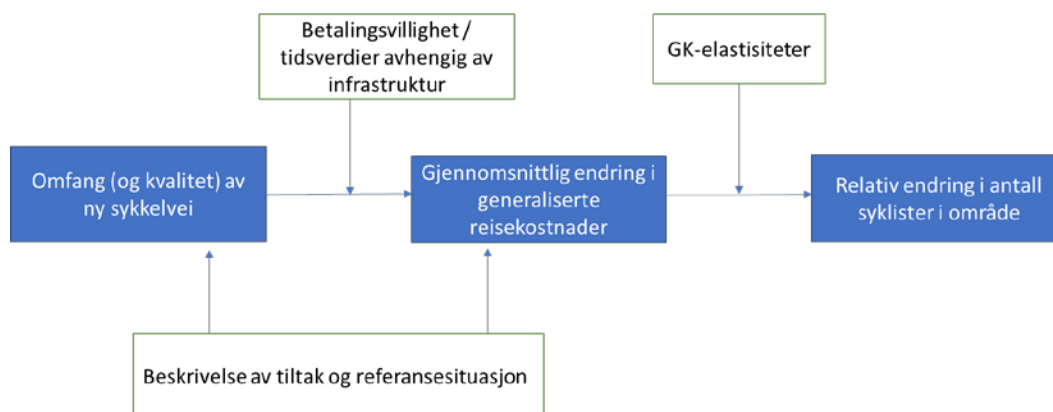 Betalingsvillighet /
tidsverdier avhengig av
infrastruktur
GK-elastisiteter
Omfang (og kvalitet) av
ny sykkelvei
Gjennomsnittlig endring i
generaliserte
reisekostnader
Relativ endring i antall
syklister i område
Beskrivelse av tiltak og referansesituasjon